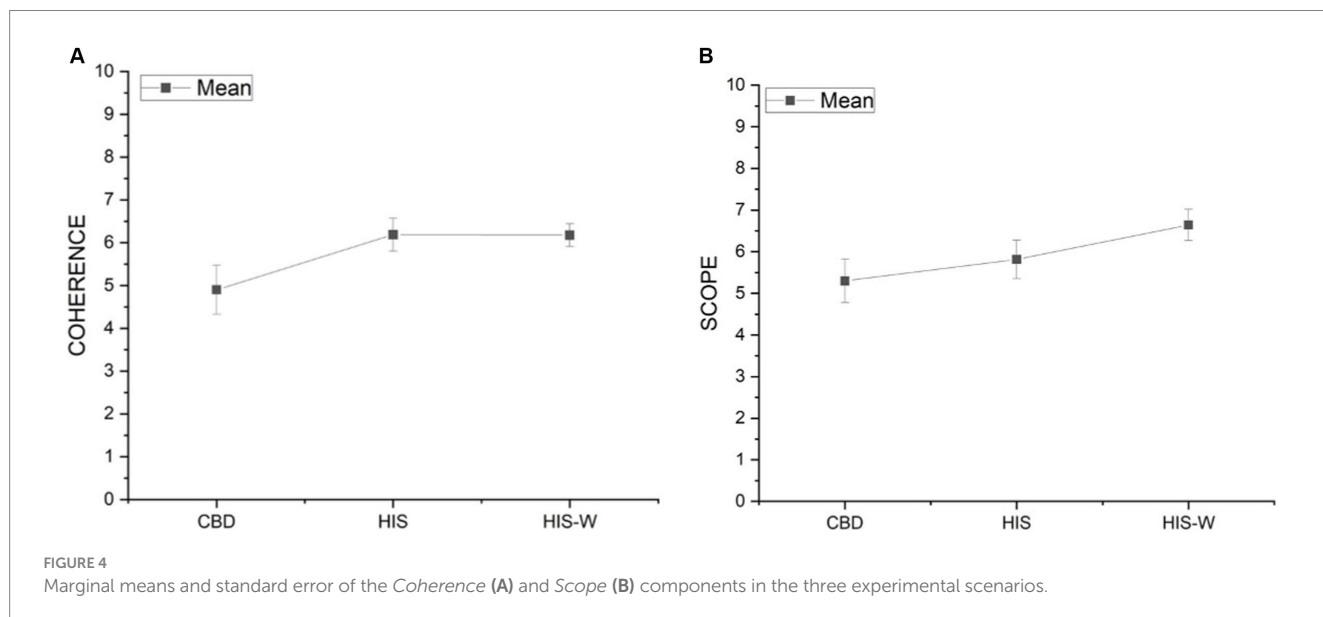 A
Mean
10
9
8
7
6
5
4
3
2
1
0
COHERENCE
CBD HIS HIS-W
B
Mean
10
9
8
7
6
5
4
3
2
1
0
SCOPE
CBD HIS HIS-W
FIGURE 4
Marginal means and standard error of the Coherence (A) and Scope (B) components in the three experimental scenarios.